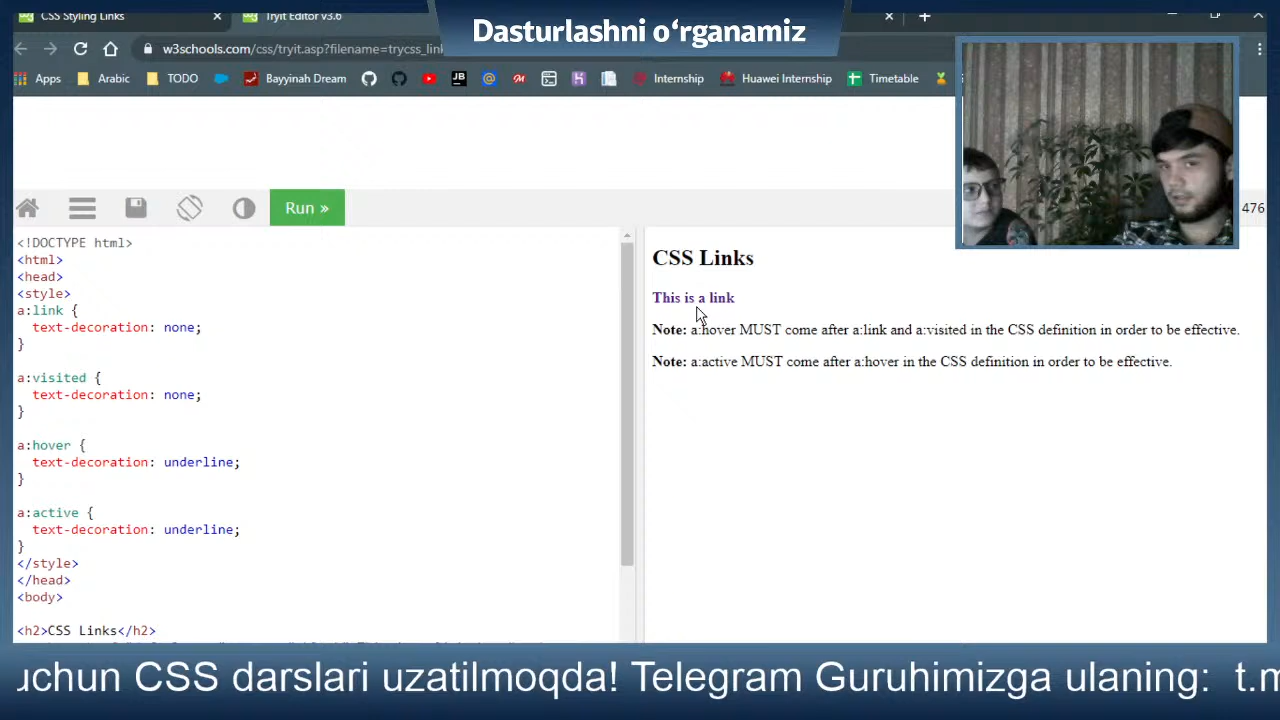 CSS Styling Links
Tryit Editor v3.6
Dasturlashni o‘rganamiz
w3schools.com/css/tryit.asp?filename=trycss_link
Apps Arabic TODO Bayyinah Dream JB Internship Huawei Internship Timetable
Run »
476
<!DOCTYPE html>
<html>
<head>
<style>
a:link {
text-decoration: none;
}
a:visited {
text-decoration: none;
}
a:hover {
text-decoration: underline;
}
a:active {
text-decoration: underline;
}
</style>
</head>
<body>
<h2>CSS Links</h2>
CSS Links
This is a link
Note: a:hover MUST come after a:link and a:visited in the CSS definition in order to be effective.
Note: a:active MUST come after a:hover in the CSS definition in order to be effective.
uchun CSS darslari uzatilmoqda! Telegram Guruhimizga ulaning: t.m